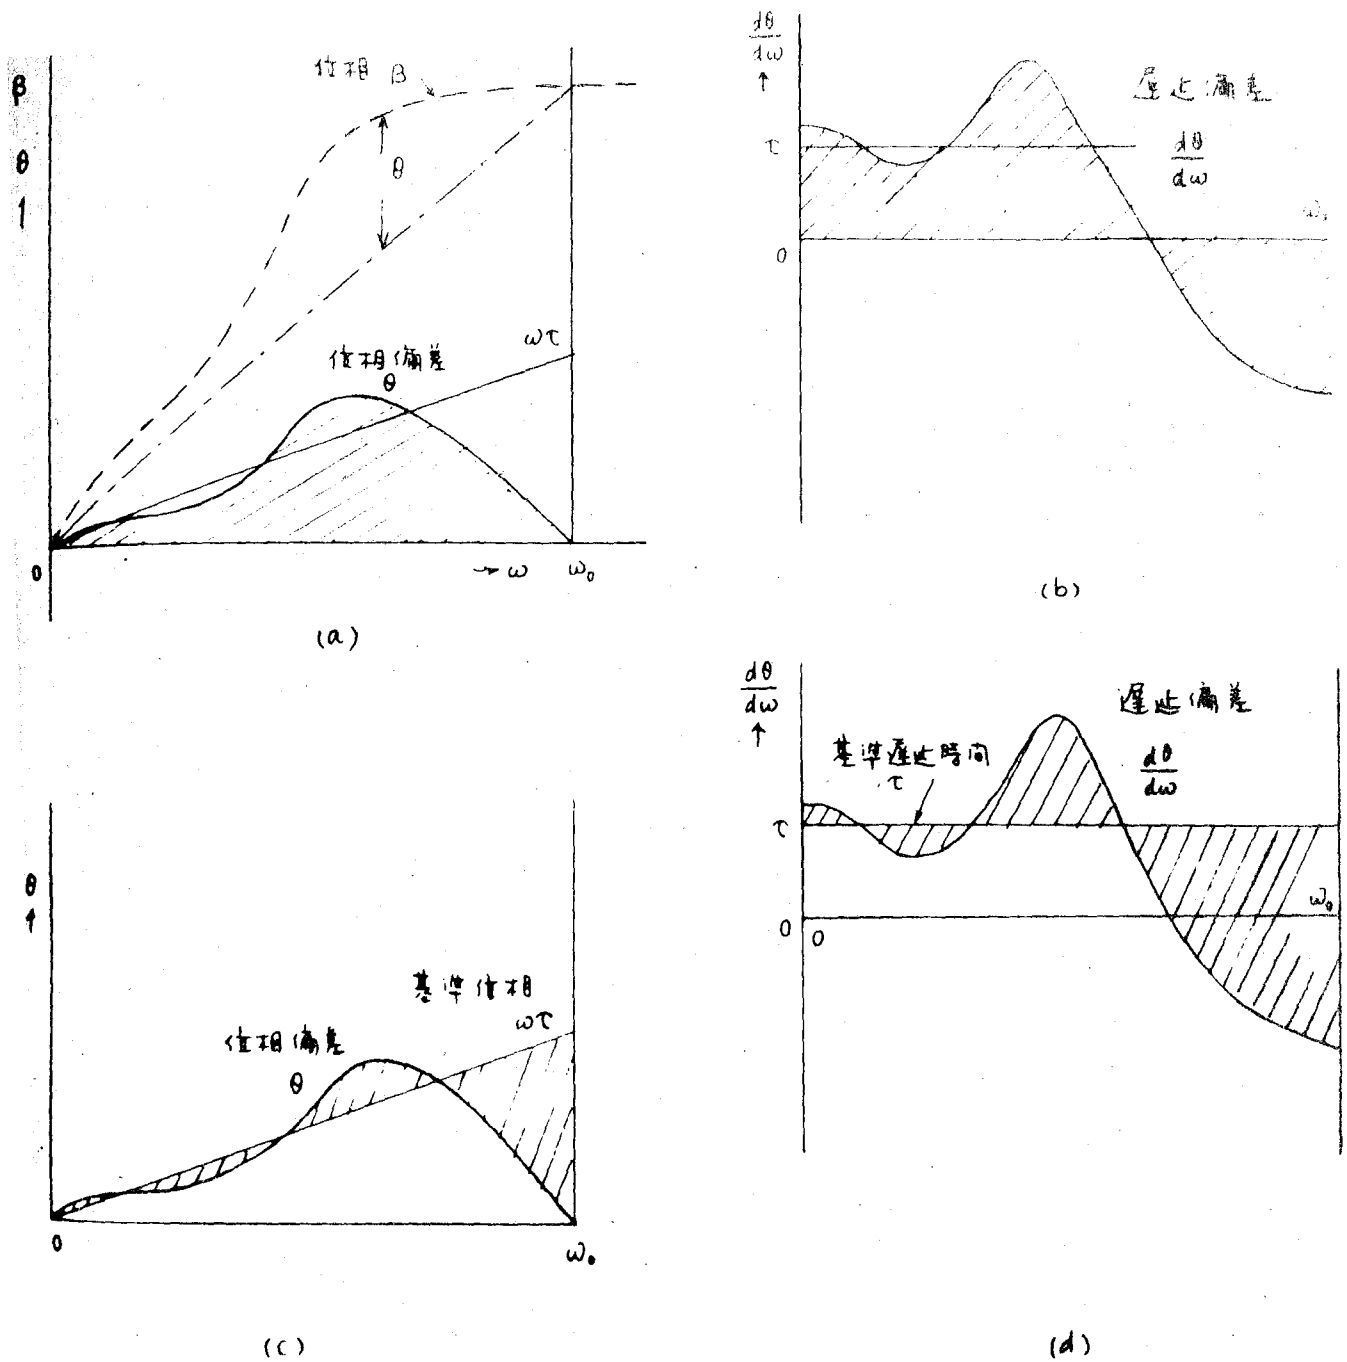 β
θ
↑
位相 β
θ
ωτ
位相偏差
θ
0
→ ω
ω₀
(a)
dθ
dω
↑
遅延偏差
τ
dθ
dω
ω₀
0
(b)
θ
↑
基準位相
ωτ
位相偏差
θ
0
ω₀
(c)
dθ
dω
↑
遅延偏差
基準遅延時間
τ
dθ
dω
τ
ω₀
0
0
(d)